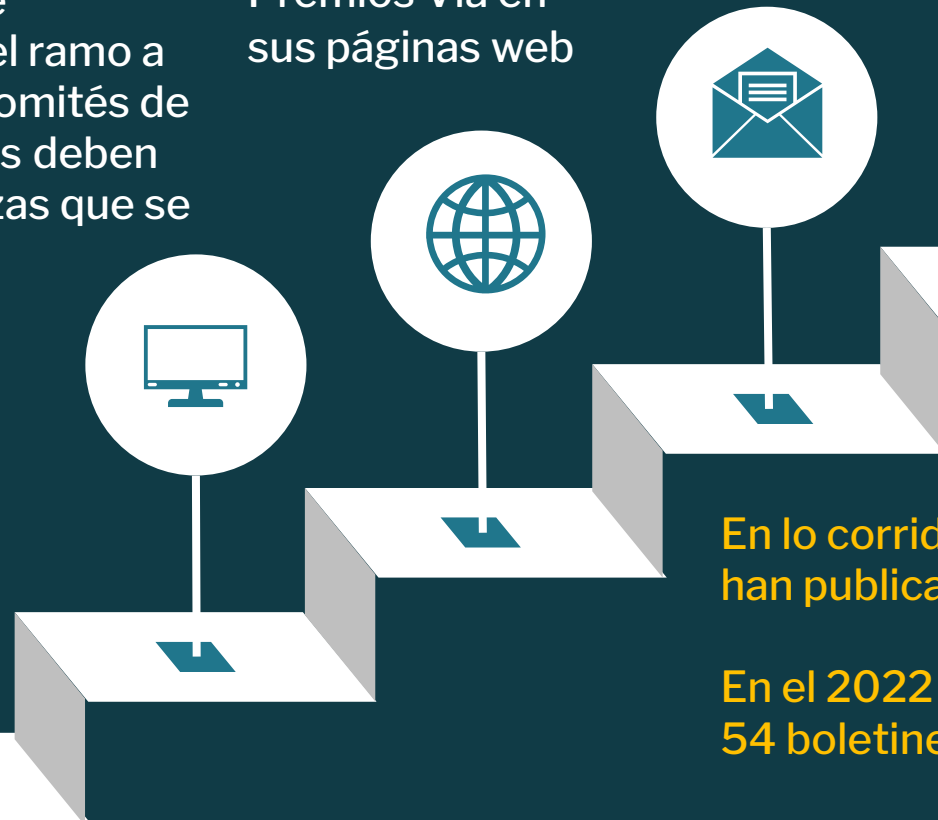 el ramo a
omités de
s deben
zas que se
sus páginas web
En lo corrid
han publica
En el 2022
54 boletine